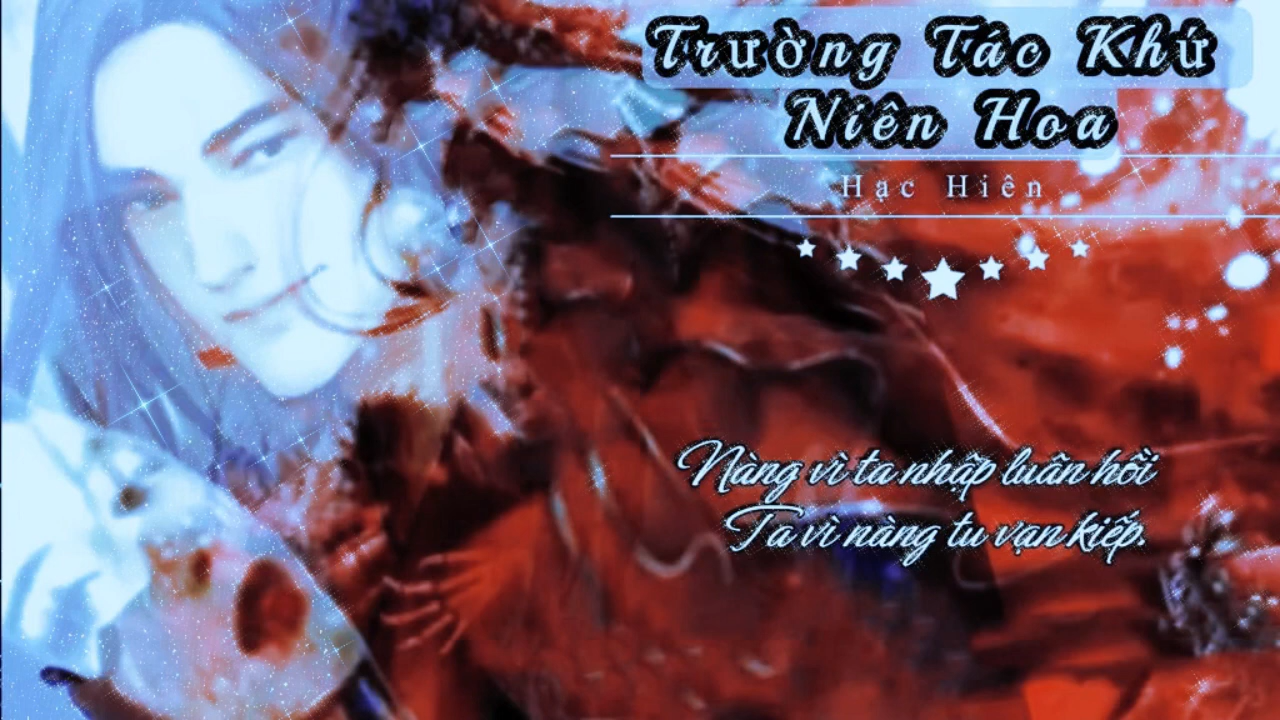 Trường Tác Khứ
Niên Hoa
Hạc Hiên
Nàng vì ta nhập luân hồi
Ta vì nàng tu vạn kiếp.